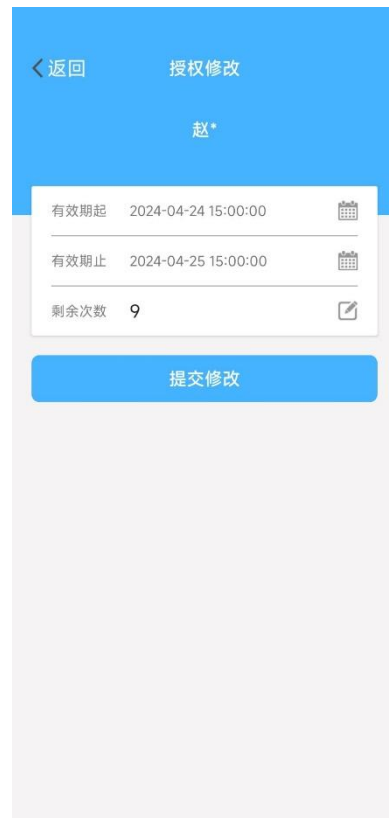 返回 授权修改
赵*
有效期起 2024-04-24 15:00:00
有效期止 2024-04-25 15:00:00
剩余次数 9
提交修改